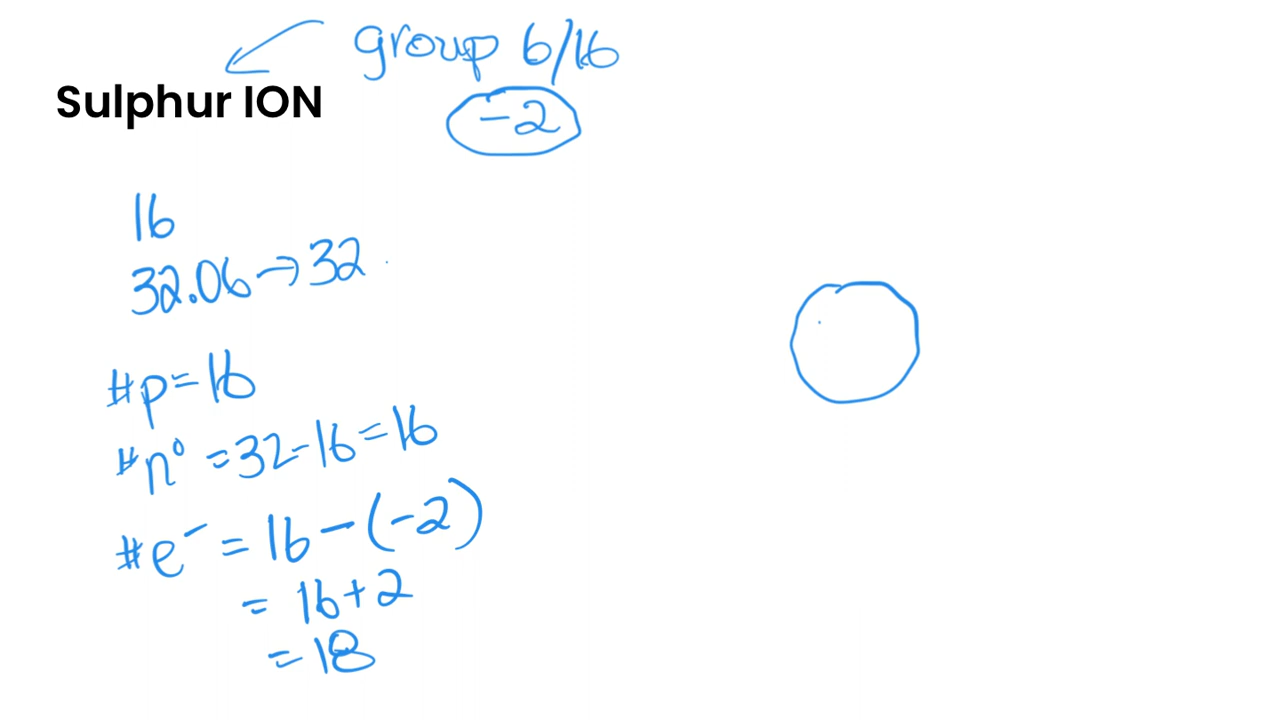 group 6/16
Sulphur ION
-2
16
32.06→32
#p=16
#n⁰ =32-16=16
#e⁻ = 16-(-2)
= 16+2
=18